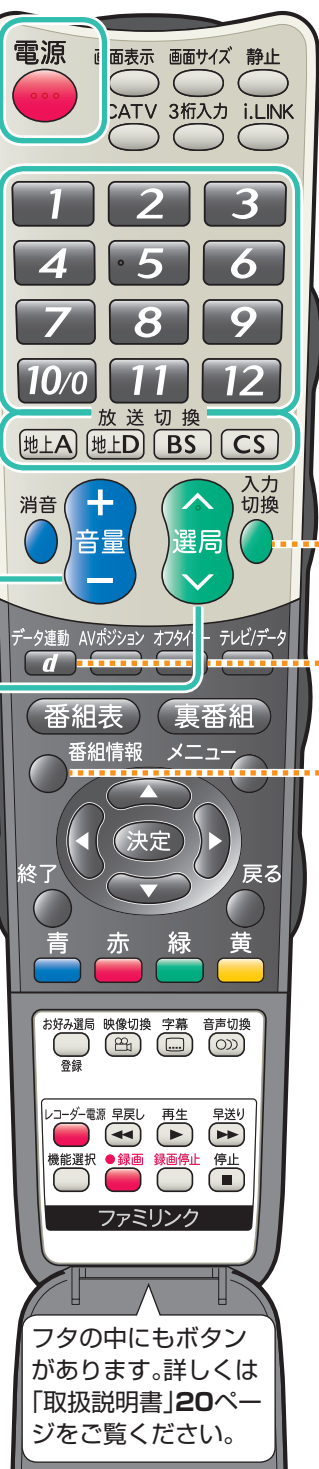 電源 画面表示 画面サイズ 静止
CATV 3桁入力 i.LINK
1 2 3
4 5 6
7 8 9
10/0 11 12
放送切換
地上A 地上D BS CS
消音 + 音量 − 選局 入力
切換
データ連動 AVポジション オフタイマー テレビ/データ
d
番組表 裏番組
番組情報 メニュー
決定
終了 戻る
青 赤 緑 黄
お好み選局 映像切換 字幕 音声切換
登録
レコーダー電源 早戻し 再生 早送り
機能選択 ●録画 録画停止 停止
ファミリンク
フタの中にもボタン
があります。詳しくは
「取扱説明書」20ペー
ジをご覧ください。